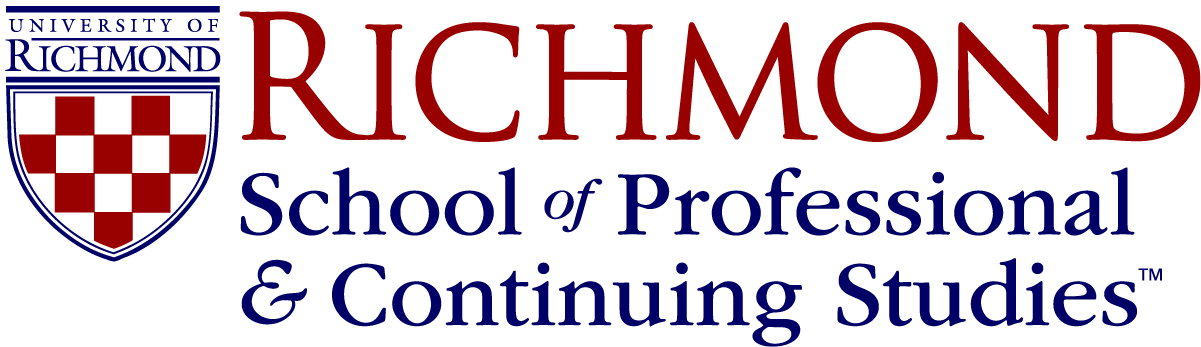 UNIVERSITY OF
RICHMOND
RICHMOND
School of Professional
& Continuing Studies™